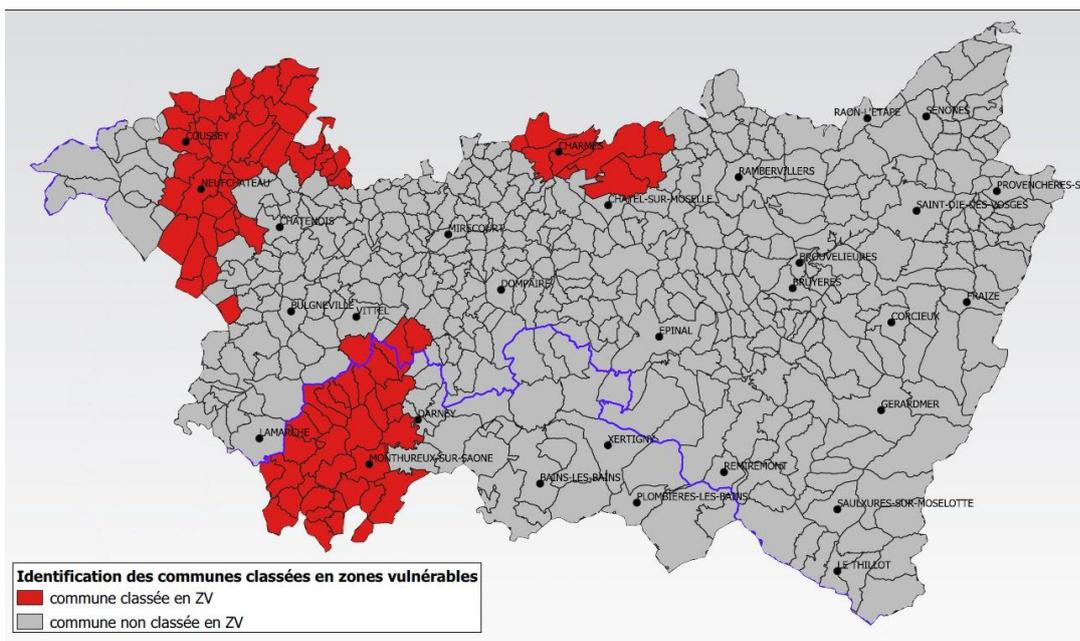 RAON-L'ETAPE
SENONES
COUSSEY
CHARMES
RAMBERVILLERS
NEUFCHATEAU
PROVENCHERES-S
CHATEL-SUR-MOSELLE
SAINT-DIE-DES-VOSGES
CHATENOIS
MIRECOURT
BROUVELIEURES
DOMPAIRE
BRUYERES
FRAIZE
BULGNEVILLE
VITTEL
CORCIEUX
EPINAL
GERARDMER
DARNEY
LAMARCHE
XERTIGNY
MONTHUREUX-SUR-SAONE
REMIREMONT
BAINS-LES-BAINS
PLOMBIERES-LES-BAINS
SAULXURES-SUR-MOSELOTTE
LE THILLOT
Identification des communes classées en zones vulnérables
commune classée en ZV
commune non classée en ZV